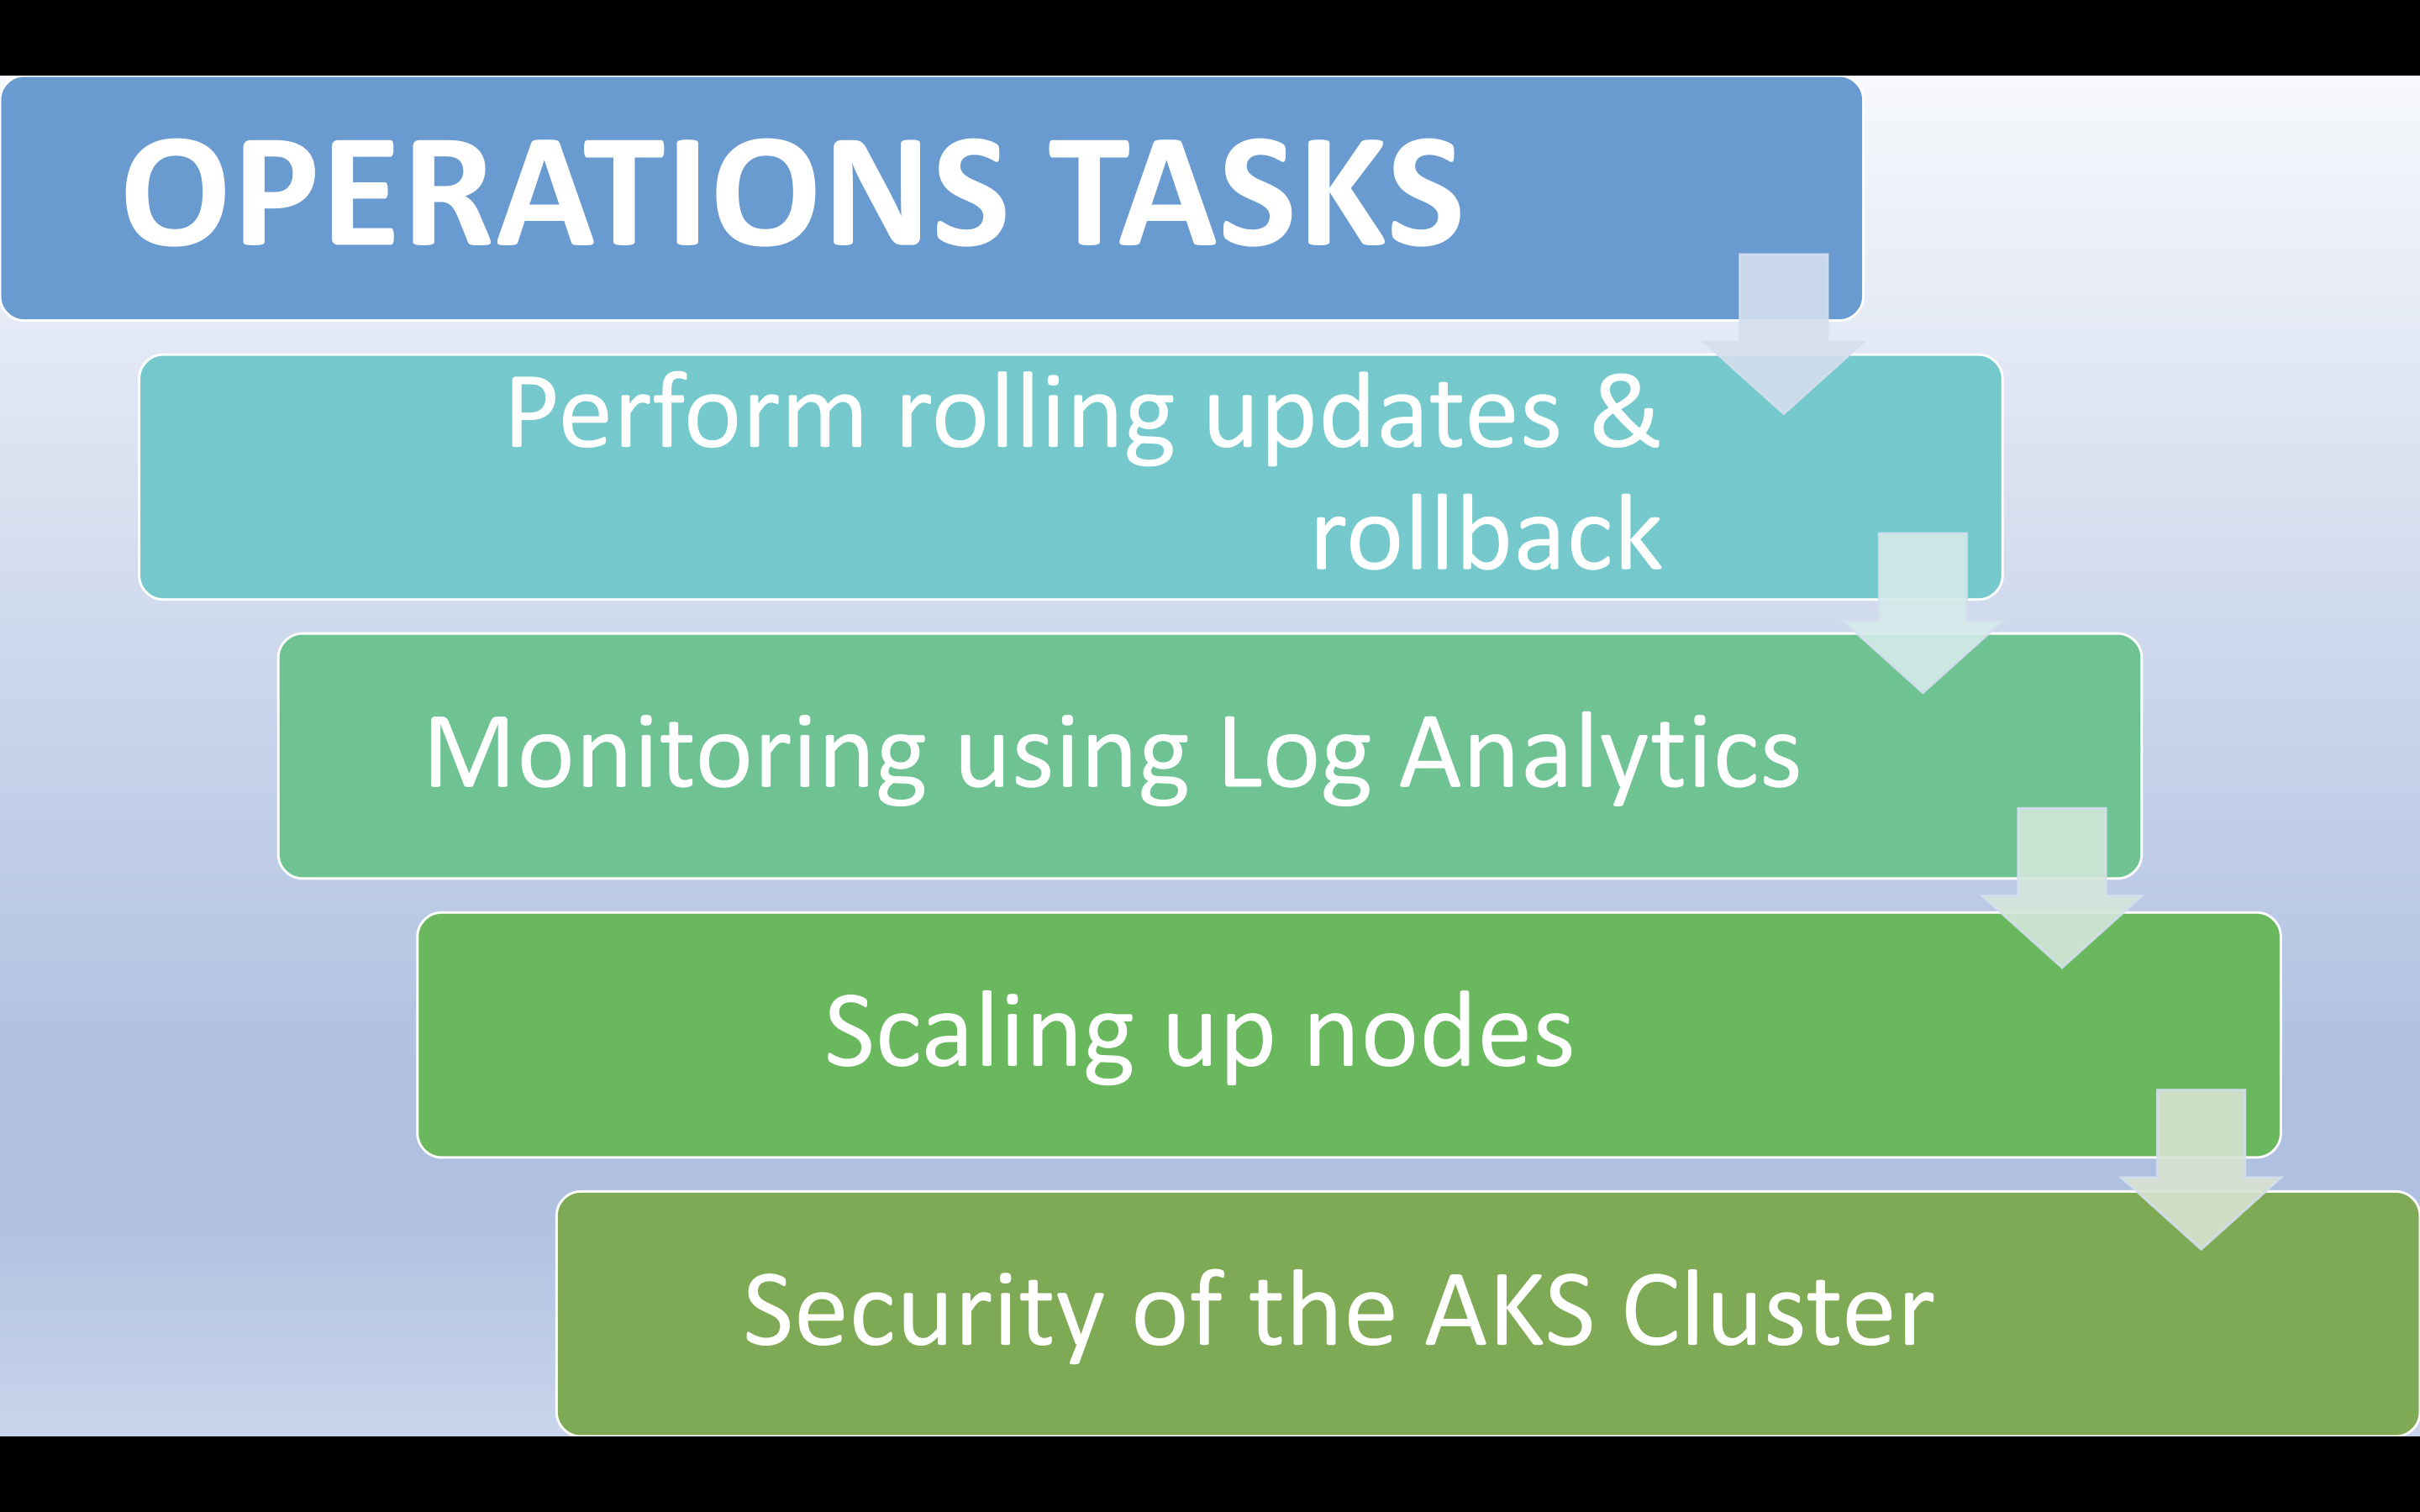 OPERATIONS TASKS
Perform rolling updates &
rollback
Monitoring using Log Analytics
Scaling up nodes
Security of the AKS Cluster